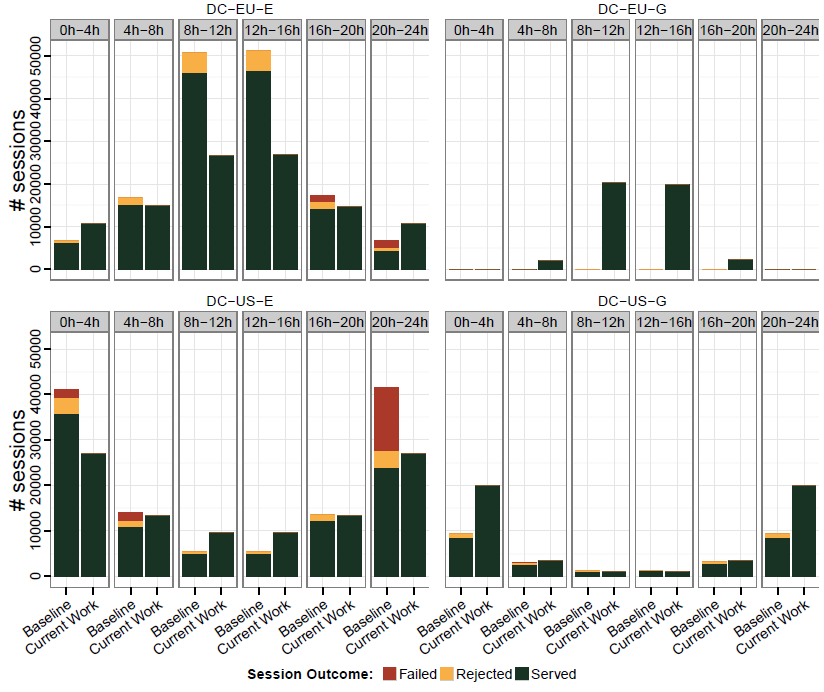 DC−EU−E DC−EU−G
0h−4h 4h−8h 8h−12h 12h−16h 16h−20h 20h−24h 0h−4h 4h−8h 8h−12h 12h−16h 16h−20h 20h−24h
# sessions
50000
40000
30000
20000
10000
0
DC−US−E DC−US−G
0h−4h 4h−8h 8h−12h 12h−16h 16h−20h 20h−24h 0h−4h 4h−8h 8h−12h 12h−16h 16h−20h 20h−24h
# sessions
50000
40000
30000
20000
10000
0
Baseline Current Work Baseline Current Work Baseline Current Work Baseline Current Work Baseline Current Work Baseline Current Work Baseline Current Work Baseline Current Work Baseline Current Work Baseline Current Work Baseline Current Work Baseline Current Work
Session Outcome: Failed Rejected Served